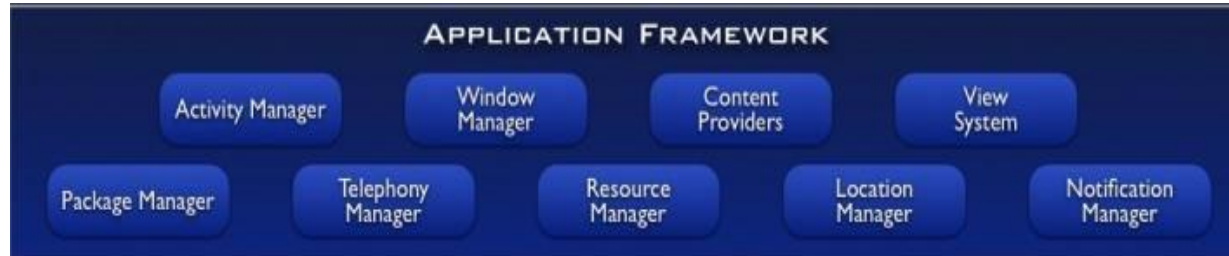 APPLICATION FRAMEWORK
Activity Manager
Window
Manager
Content
Providers
View
System
Package Manager
Telephony
Manager
Resource
Manager
Location
Manager
Notification
Manager